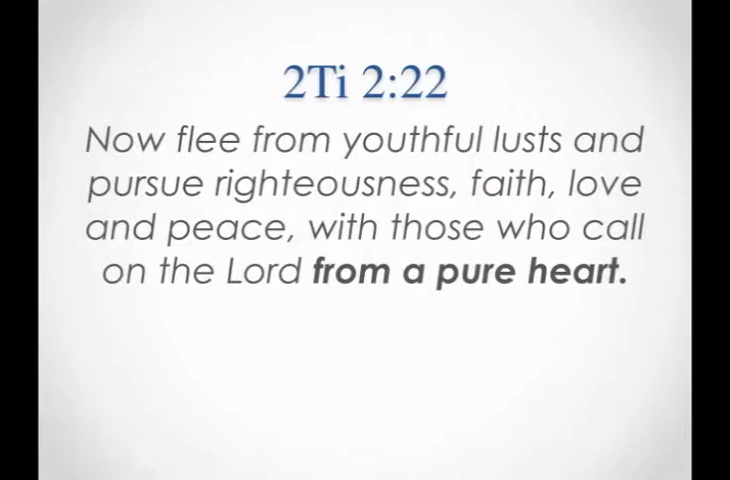 2Ti 2:22
Now flee from youthful lusts and
pursue righteousness, faith, love
and peace, with those who call
on the Lord from a pure heart.